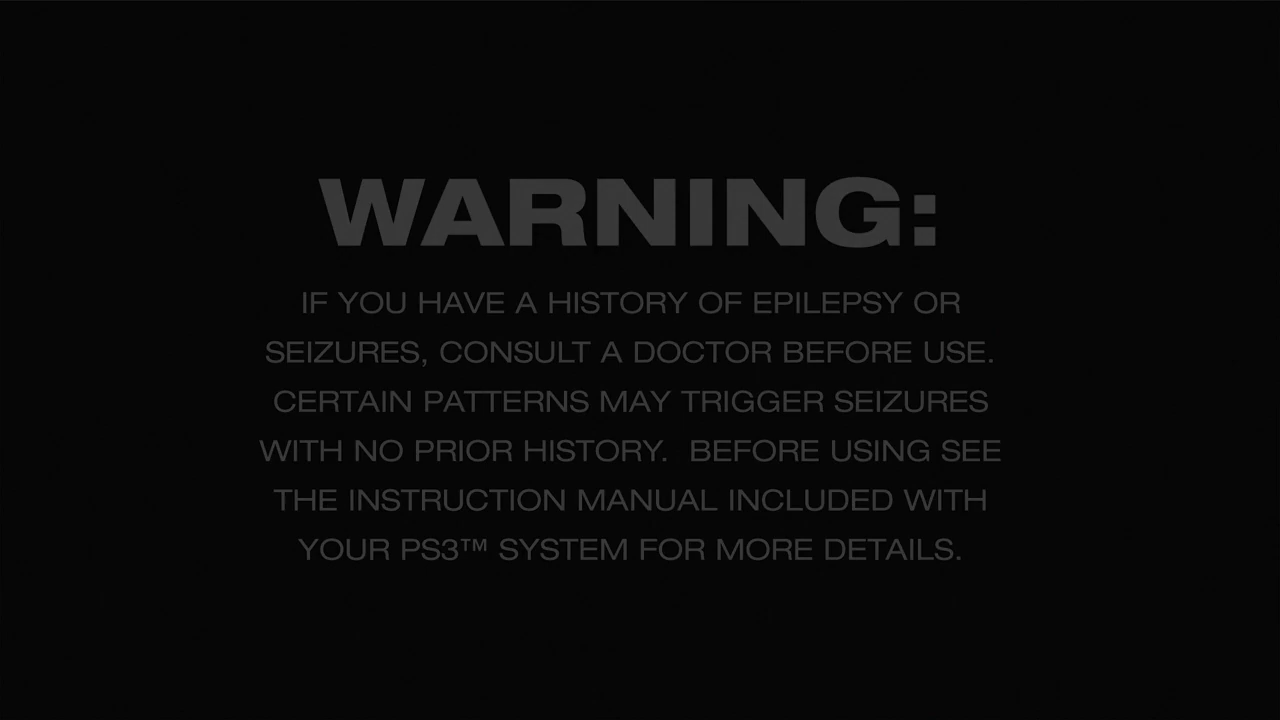 WARNING:
IF YOU HAVE A HISTORY OF EPILEPSY OR
SEIZURES, CONSULT A DOCTOR BEFORE USE.
CERTAIN PATTERNS MAY TRIGGER SEIZURES
WITH NO PRIOR HISTORY.  BEFORE USING SEE
THE INSTRUCTION MANUAL INCLUDED WITH
YOUR PS3™ SYSTEM FOR MORE DETAILS.